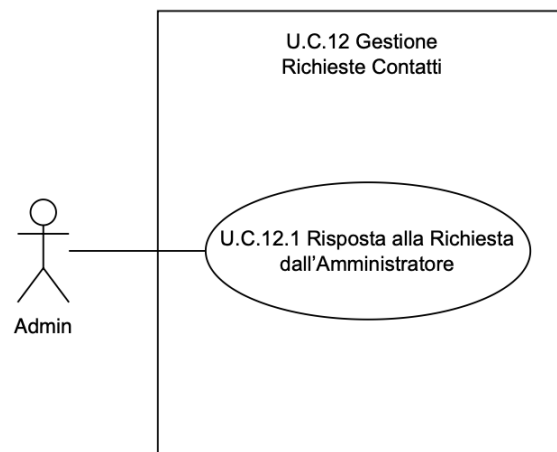 U.C.12 Gestione
Richieste Contatti
U.C.12.1 Risposta alla Richiesta
dall'Amministratore
Admin